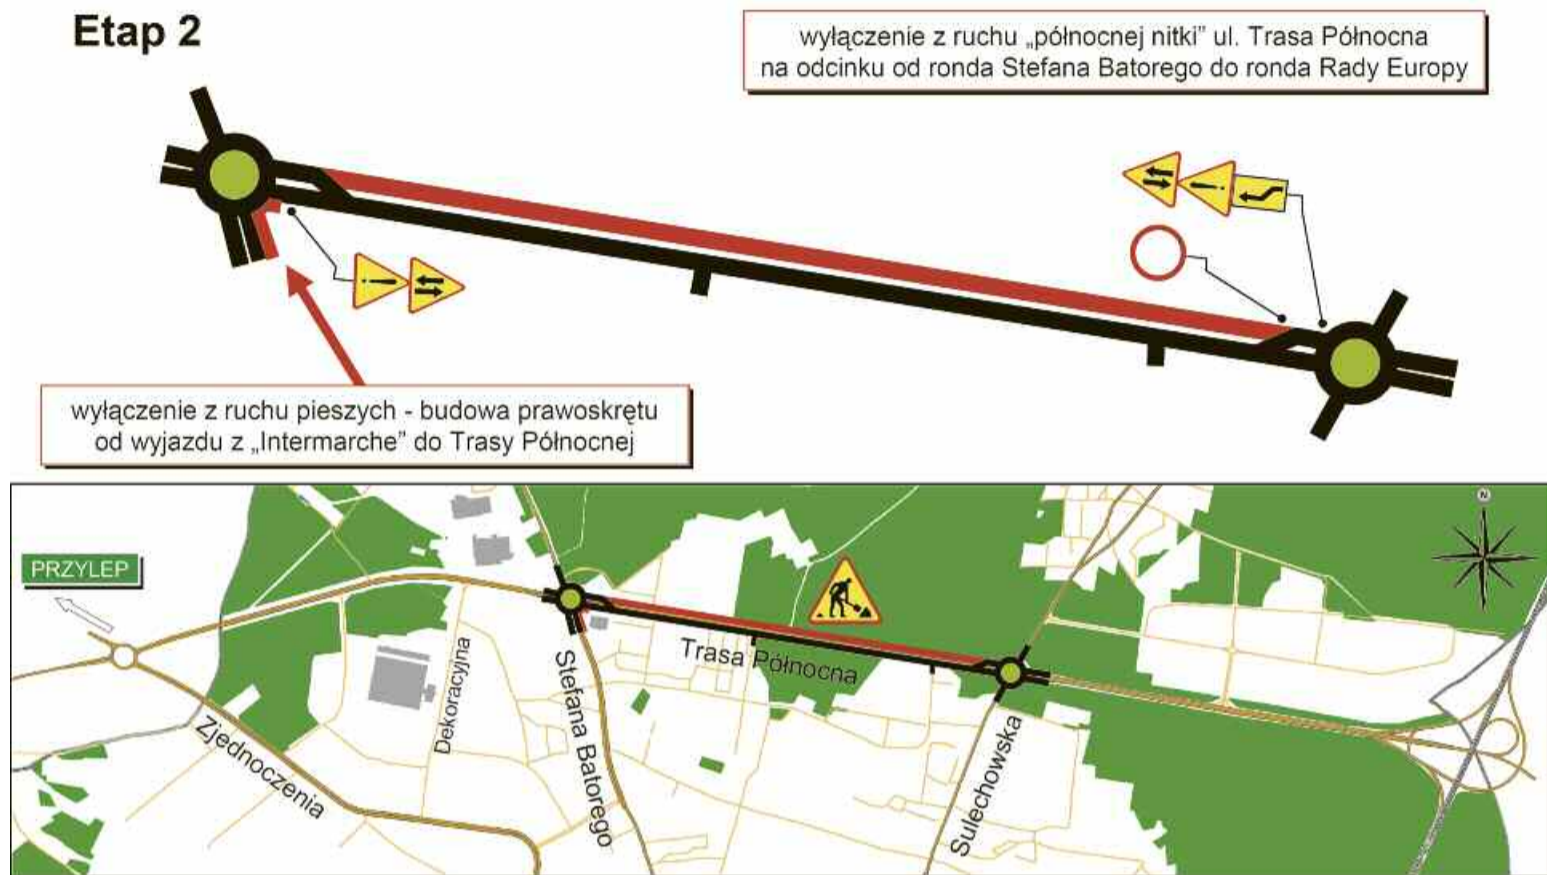 Etap 2
wyłączenie z ruchu „północnej nitki” ul. Trasa Północna
na odcinku od ronda Stefana Batorego do ronda Rady Europy
wyłączenie z ruchu pieszych - budowa prawoskrętu
od wyjazdu z „Intermarche” do Trasy Północnej
N
PRZYLEP
Trasa Północna
Dekoracyjna
Stefana Batorego
Zjednoczenia
Sulechowska